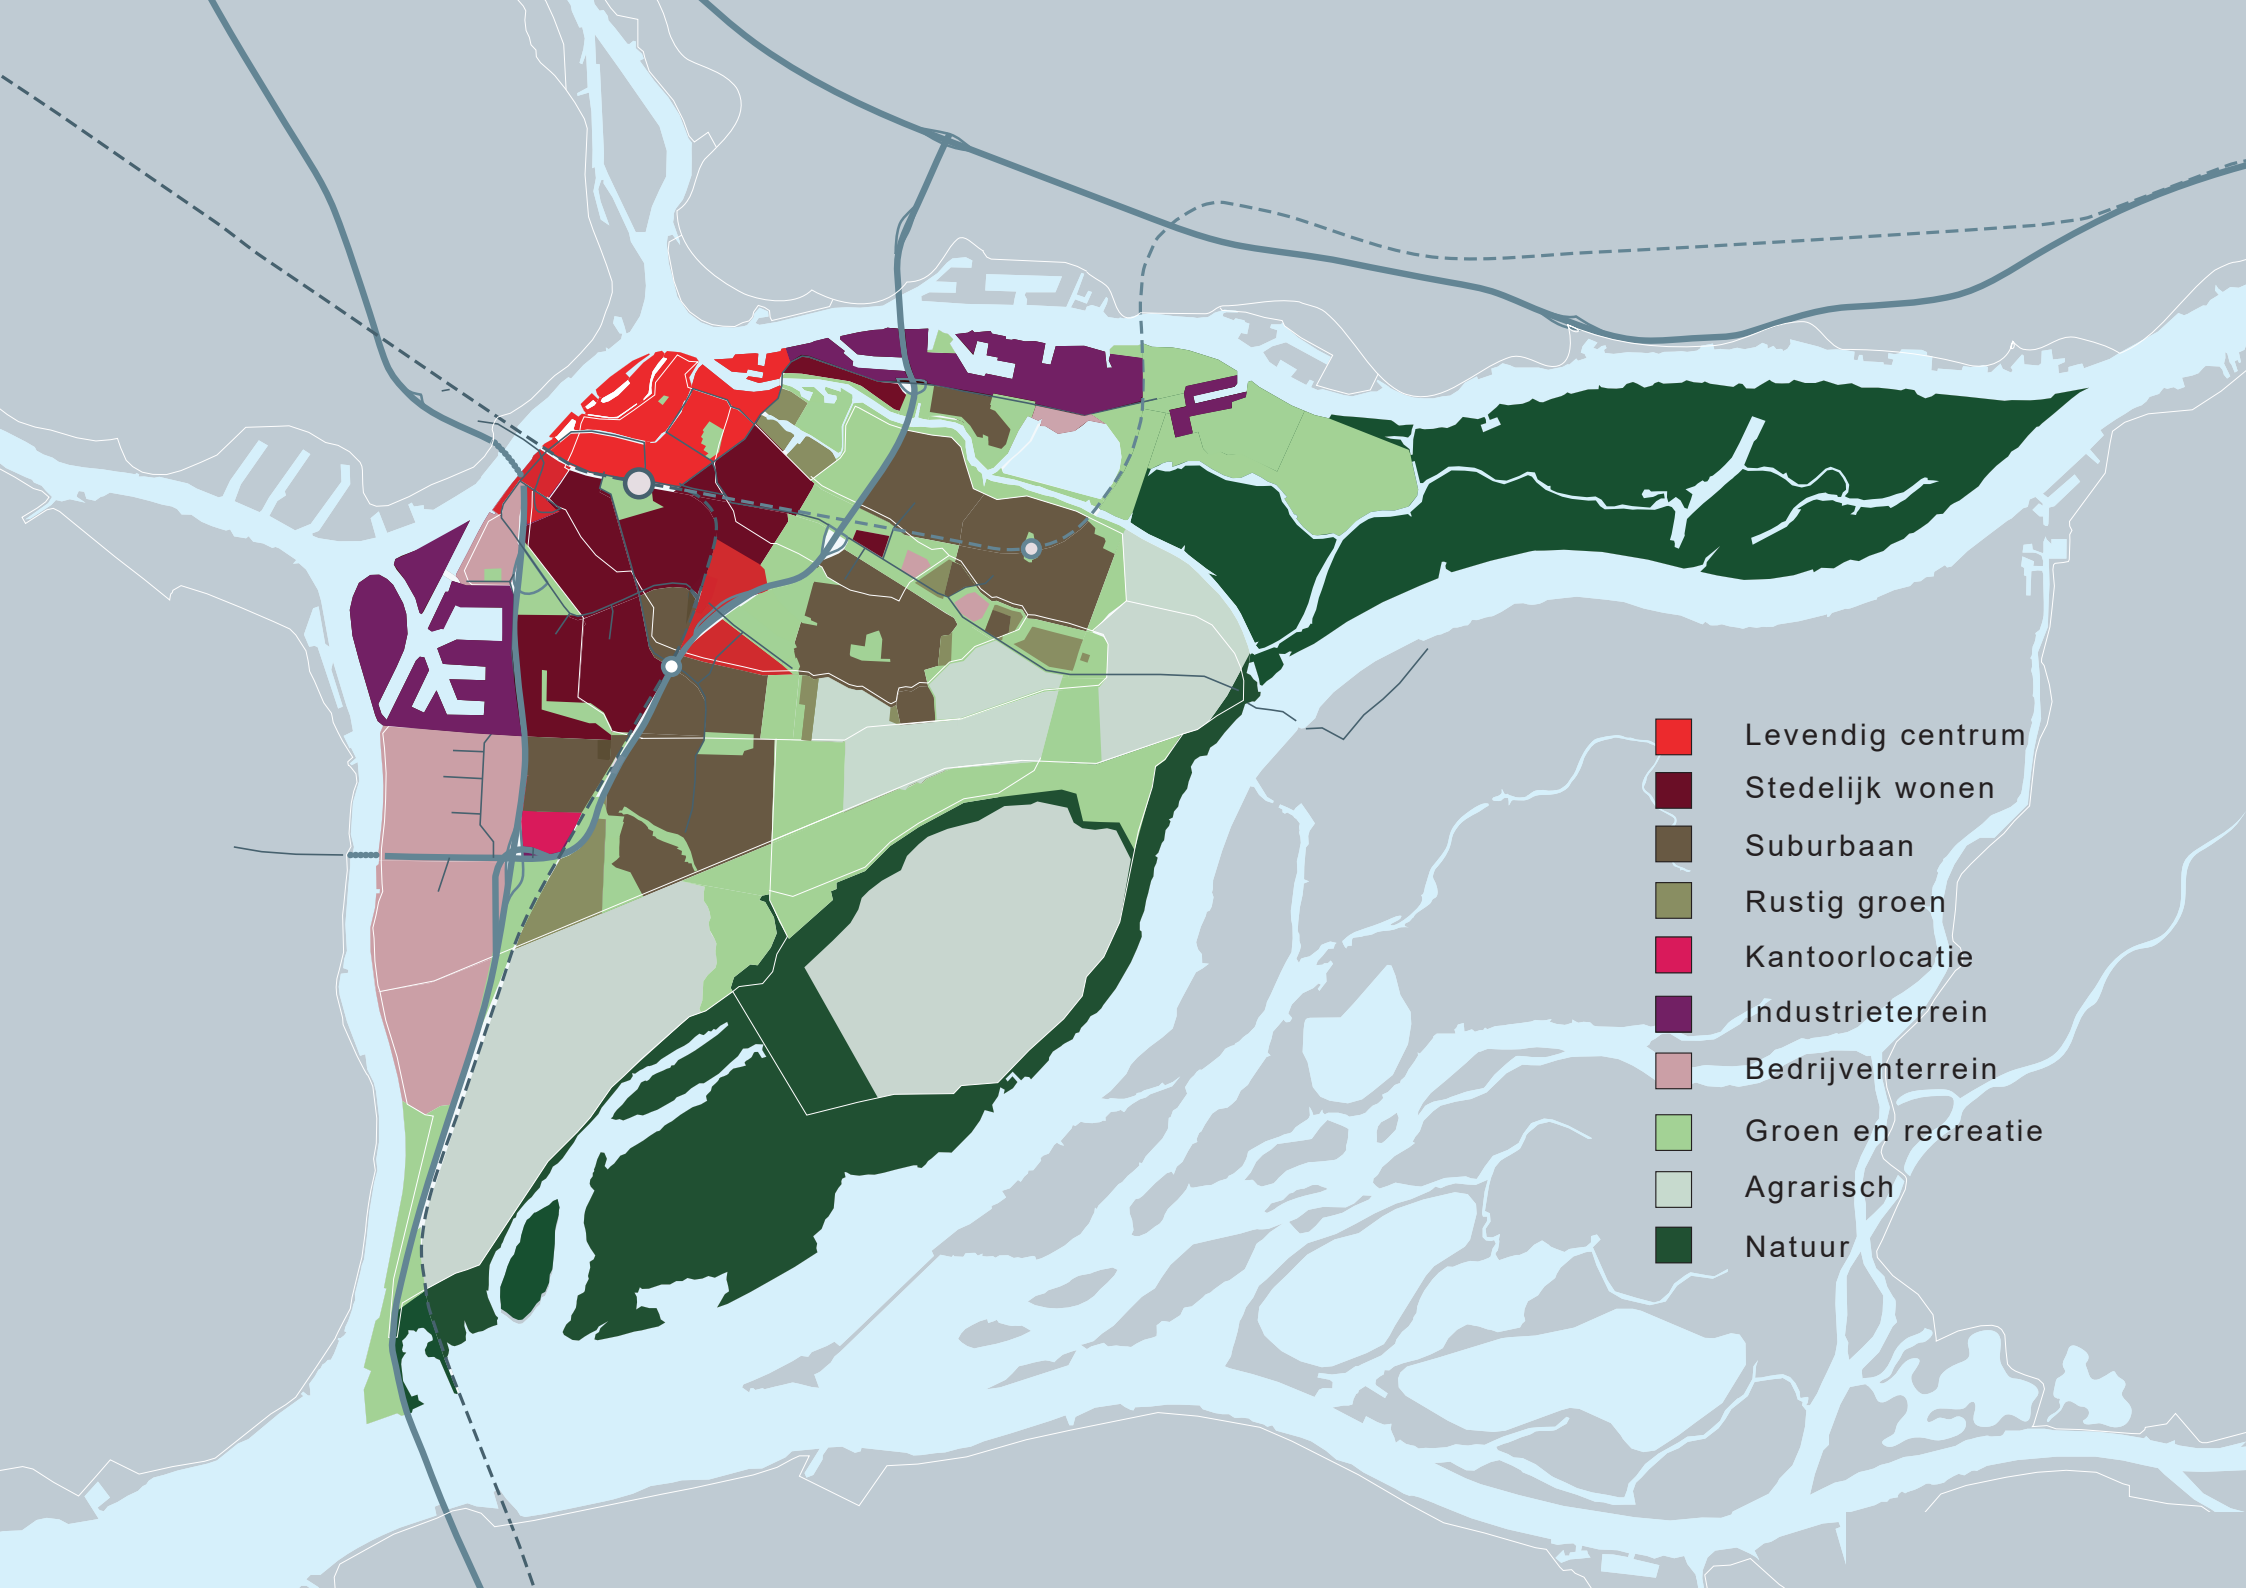 Levendig centrum
Stedelijk wonen
Suburbaan
Rustig groen
Kantoorlocatie
Industrieterrein
Bedrijventerrein
Groen en recreatie
Agrarisch
Natuur